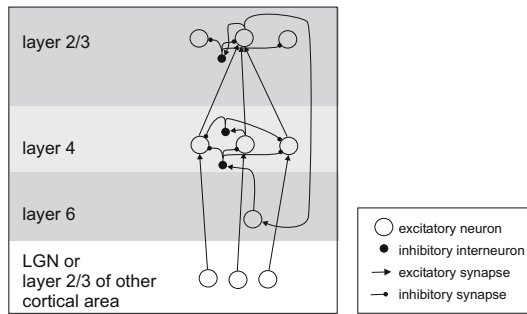 layer 2/3
layer 4
layer 6
LGN or
layer 2/3 of other
cortical area
excitatory neuron
inhibitory interneuron
excitatory synapse
inhibitory synapse